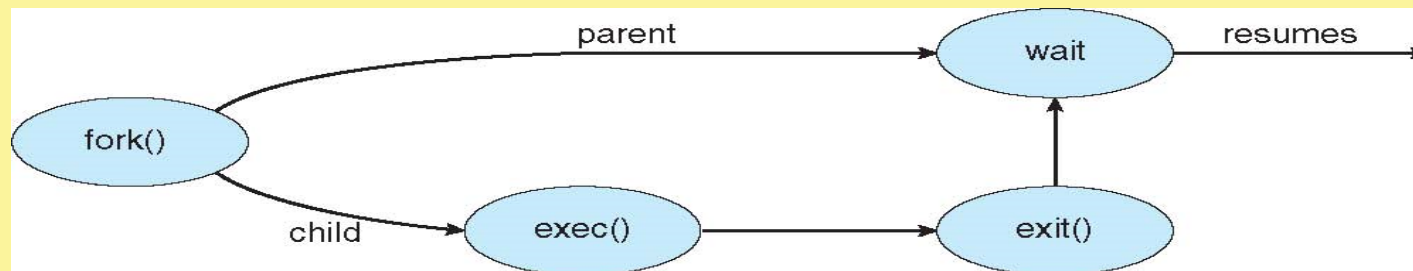 parent
resumes
wait
fork()
child
exec()
exit()